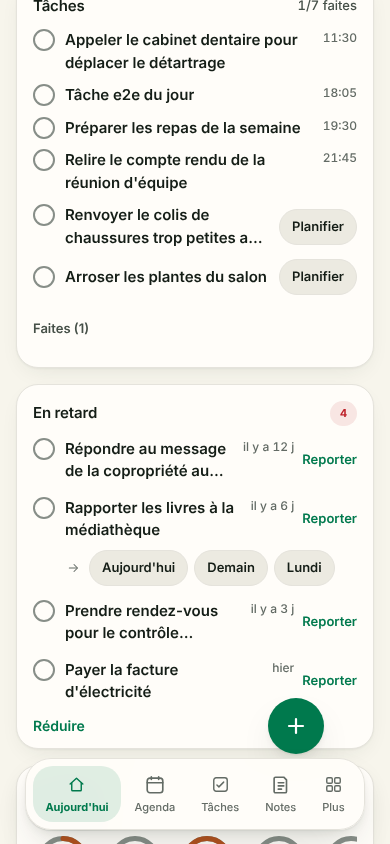 Tâches 1/7 faites
Appeler le cabinet dentaire pour 11:30
déplacer le détartrage
Tâche e2e du jour 18:05
Préparer les repas de la semaine 19:30
Relire le compte rendu de la 21:45
réunion d'équipe
Renvoyer le colis de
chaussures trop petites a... Planifier
Arroser les plantes du salon Planifier
Faites (1)
En retard 4
Répondre au message il y a 12 j
de la copropriété au... Reporter
Rapporter les livres à la il y a 6 j
médiathèque Reporter
→ Aujourd'hui Demain Lundi
Prendre rendez-vous il y a 3 j
pour le contrôle... Reporter
Payer la facture hier
d'électricité Reporter
Réduire
Aujourd'hui Agenda Tâches Notes Plus